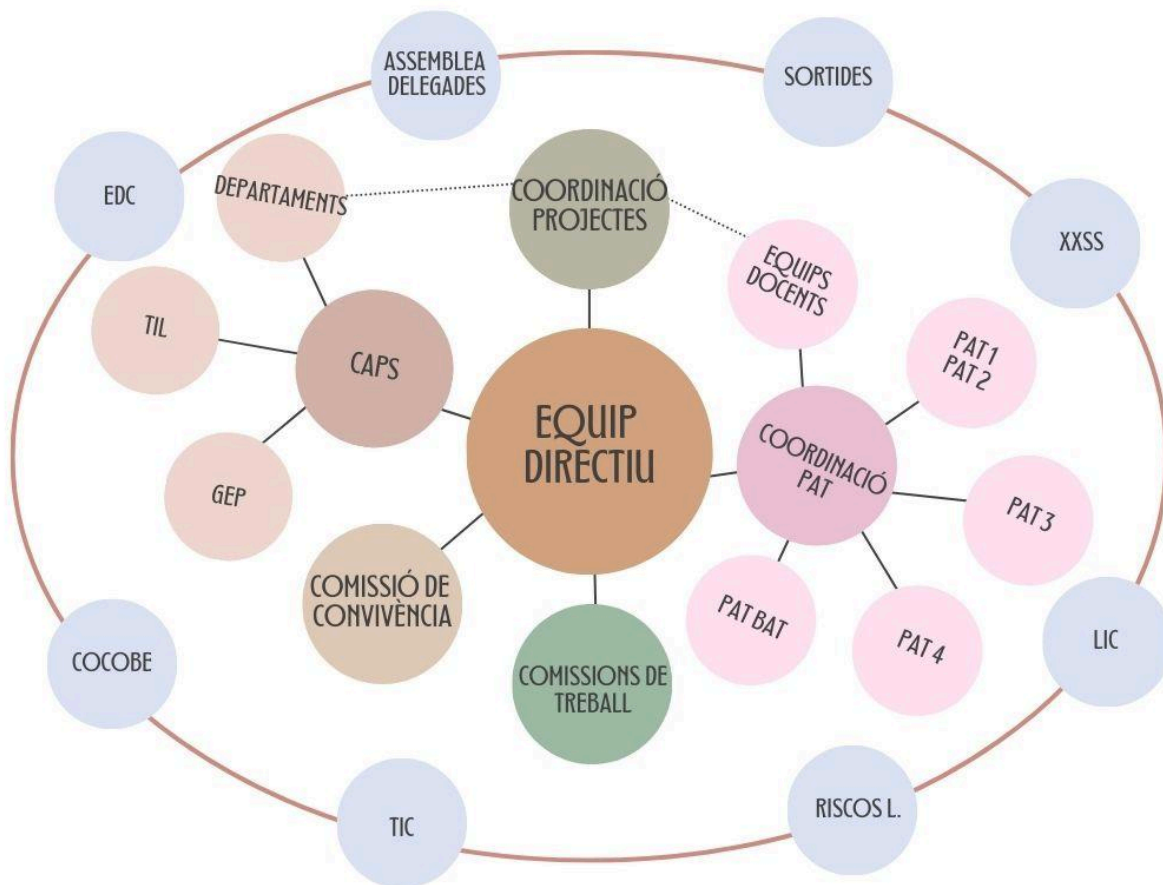 ASSEMBLEA
DELEGADES
SORTIDES
EDC
DEPARTAMENTS
COORDINACIÓ
PROJECTES
XXSS
EQUIPS
DOCENTS
TIL
CAPS
PAT 1
PAT 2
EQUIP
DIRECTIU
COORDINACIÓ
PAT
GEP
PAT 3
COMISSIÓ DE
CONVIVÈNCIA
PAT BAT
PAT 4
LIC
COCOBE
COMISSIONS DE
TREBALL
TIC
RISCOS L.